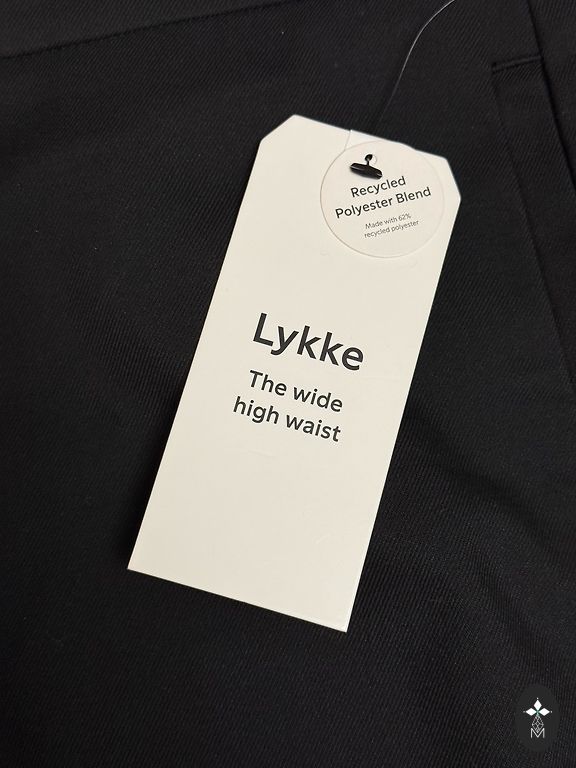 Recycled
Polyester Blend
Made with 62%
recycled polyester
Lykke
The wide
high waist
M